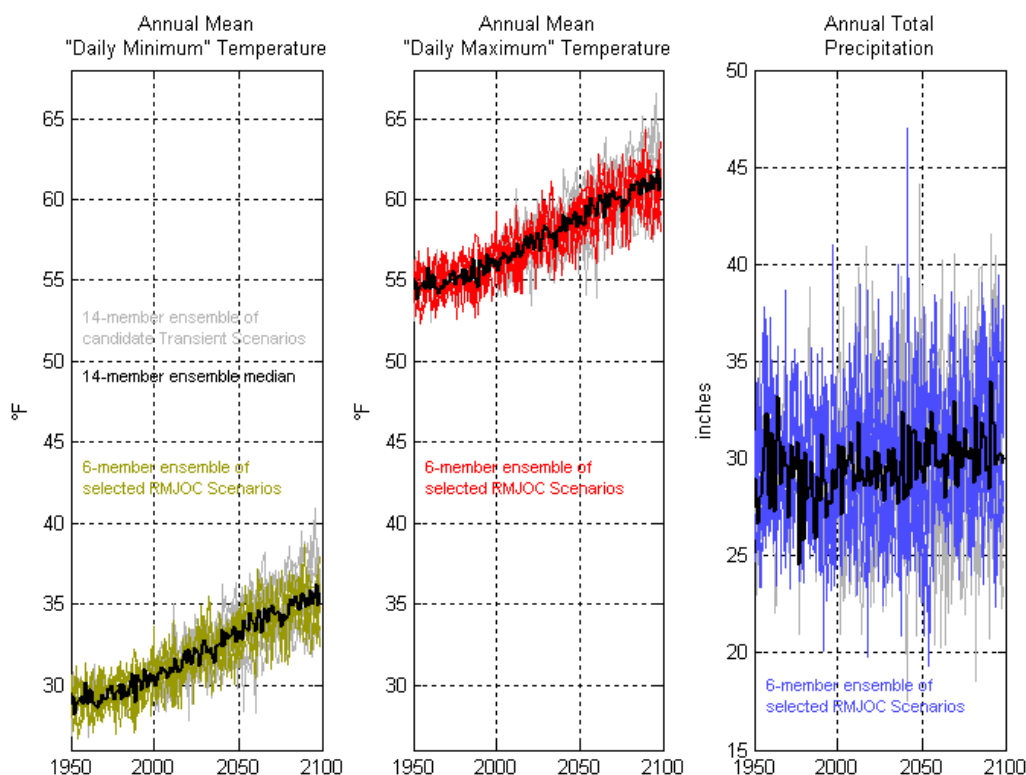 Annual Mean
"Daily Minimum" Temperature
65
60
55
50
45
40
35
30
°F
14-member ensemble of
candidate Transient Scenarios
14-member ensemble median
6-member ensemble of
selected RMJOC Scenarios
1950 2000 2050 2100
Annual Mean
"Daily Maximum" Temperature
65
60
55
50
45
40
35
30
°F
6-member ensemble of
selected RMJOC Scenarios
1950 2000 2050 2100
Annual Total
Precipitation
50
45
40
35
30
25
20
15
inches
6-member ensemble of
selected RMJOC Scenarios
1950 2000 2050 2100